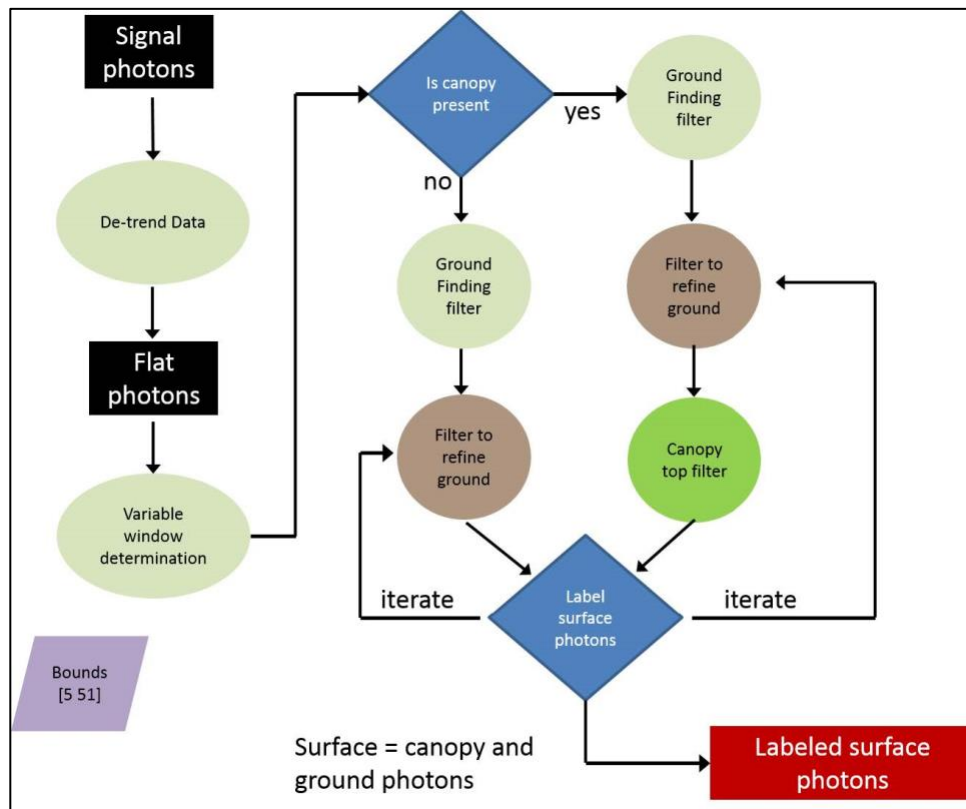 Signal
photons
De-trend Data
Flat
photons
Variable
window
determination
Bounds
[5 51]
Is canopy
present
yes
no
Ground
Finding
filter
Filter to
refine
ground
Ground
Finding
filter
Filter to
refine
ground
Canopy
top filter
Label
surface
photons
iterate
iterate
Surface = canopy and
ground photons
Labeled surface
photons